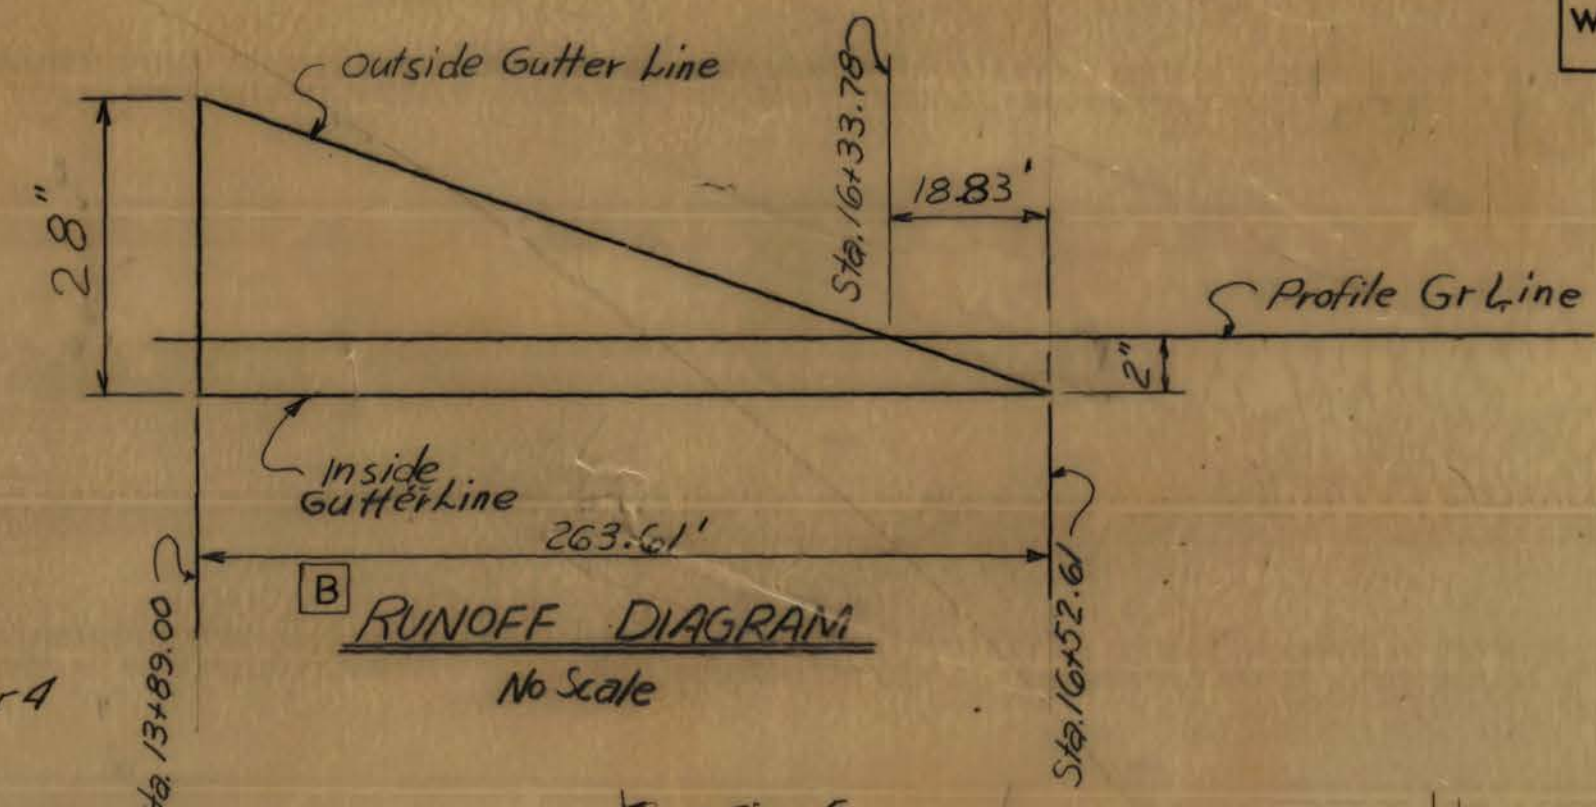 W
Outside Gutter Line
Sta. 16+33.78
18.83'
28"
Profile Gr Line
2"
Inside
Gutter Line
263.61'
B
RUNOFF DIAGRAM
No Scale
r 4
ta. 13+89.00
Sta. 16+52.61